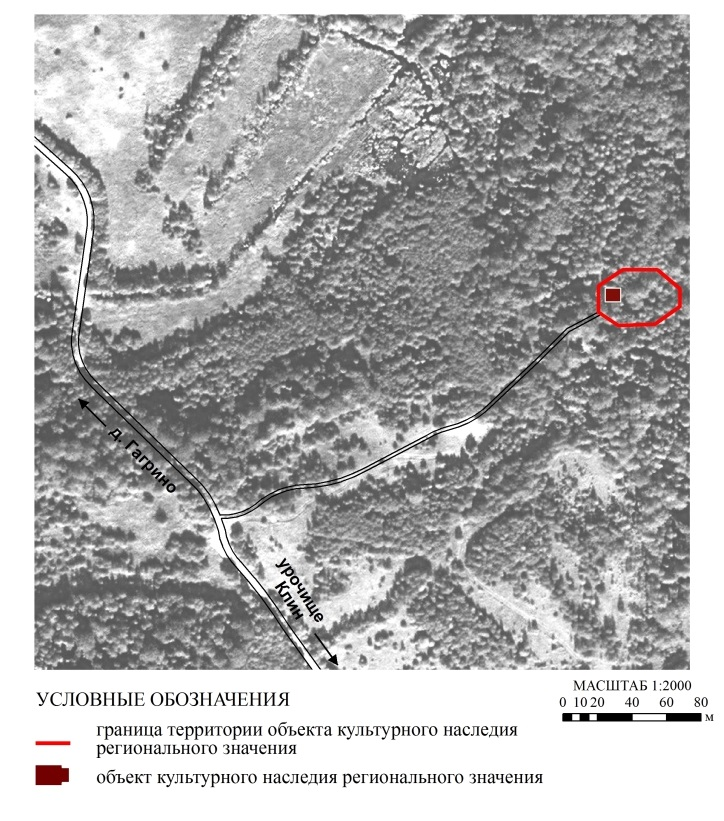 д. Гагрино
урочище
Клин
УСЛОВНЫЕ ОБОЗНАЧЕНИЯ
МАСШТАБ 1:2000
0 10 20 40 60 80
м
граница территории объекта культурного наследия
регионального значения
объект культурного наследия регионального значения